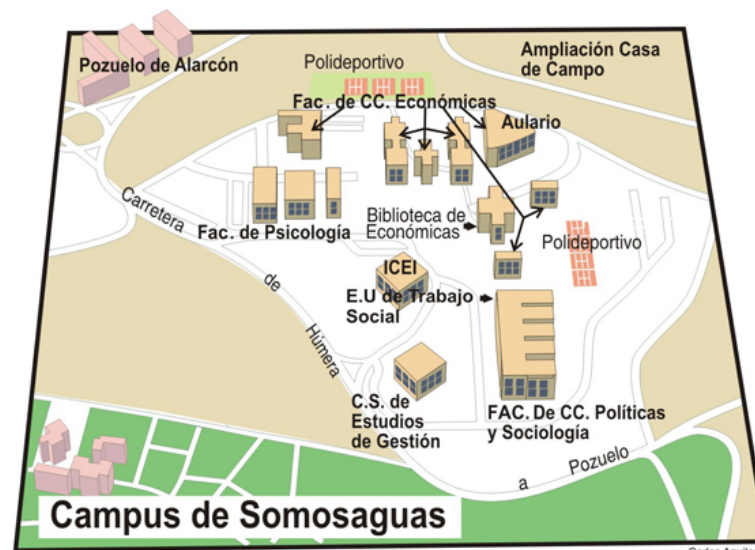 Pozuelo de Alarcón
Polideportivo
Ampliación Casa
de Campo
Fac. de CC. Económicas
Aulario
Carretera
de
Húmera
a
Pozuelo
Fac. de Psicología
Biblioteca de
Económicas
Polideportivo
ICEI
E.U de Trabajo
Social
C.S. de
Estudios
de Gestión
FAC. De CC. Políticas
y Sociología
Campus de Somosaguas